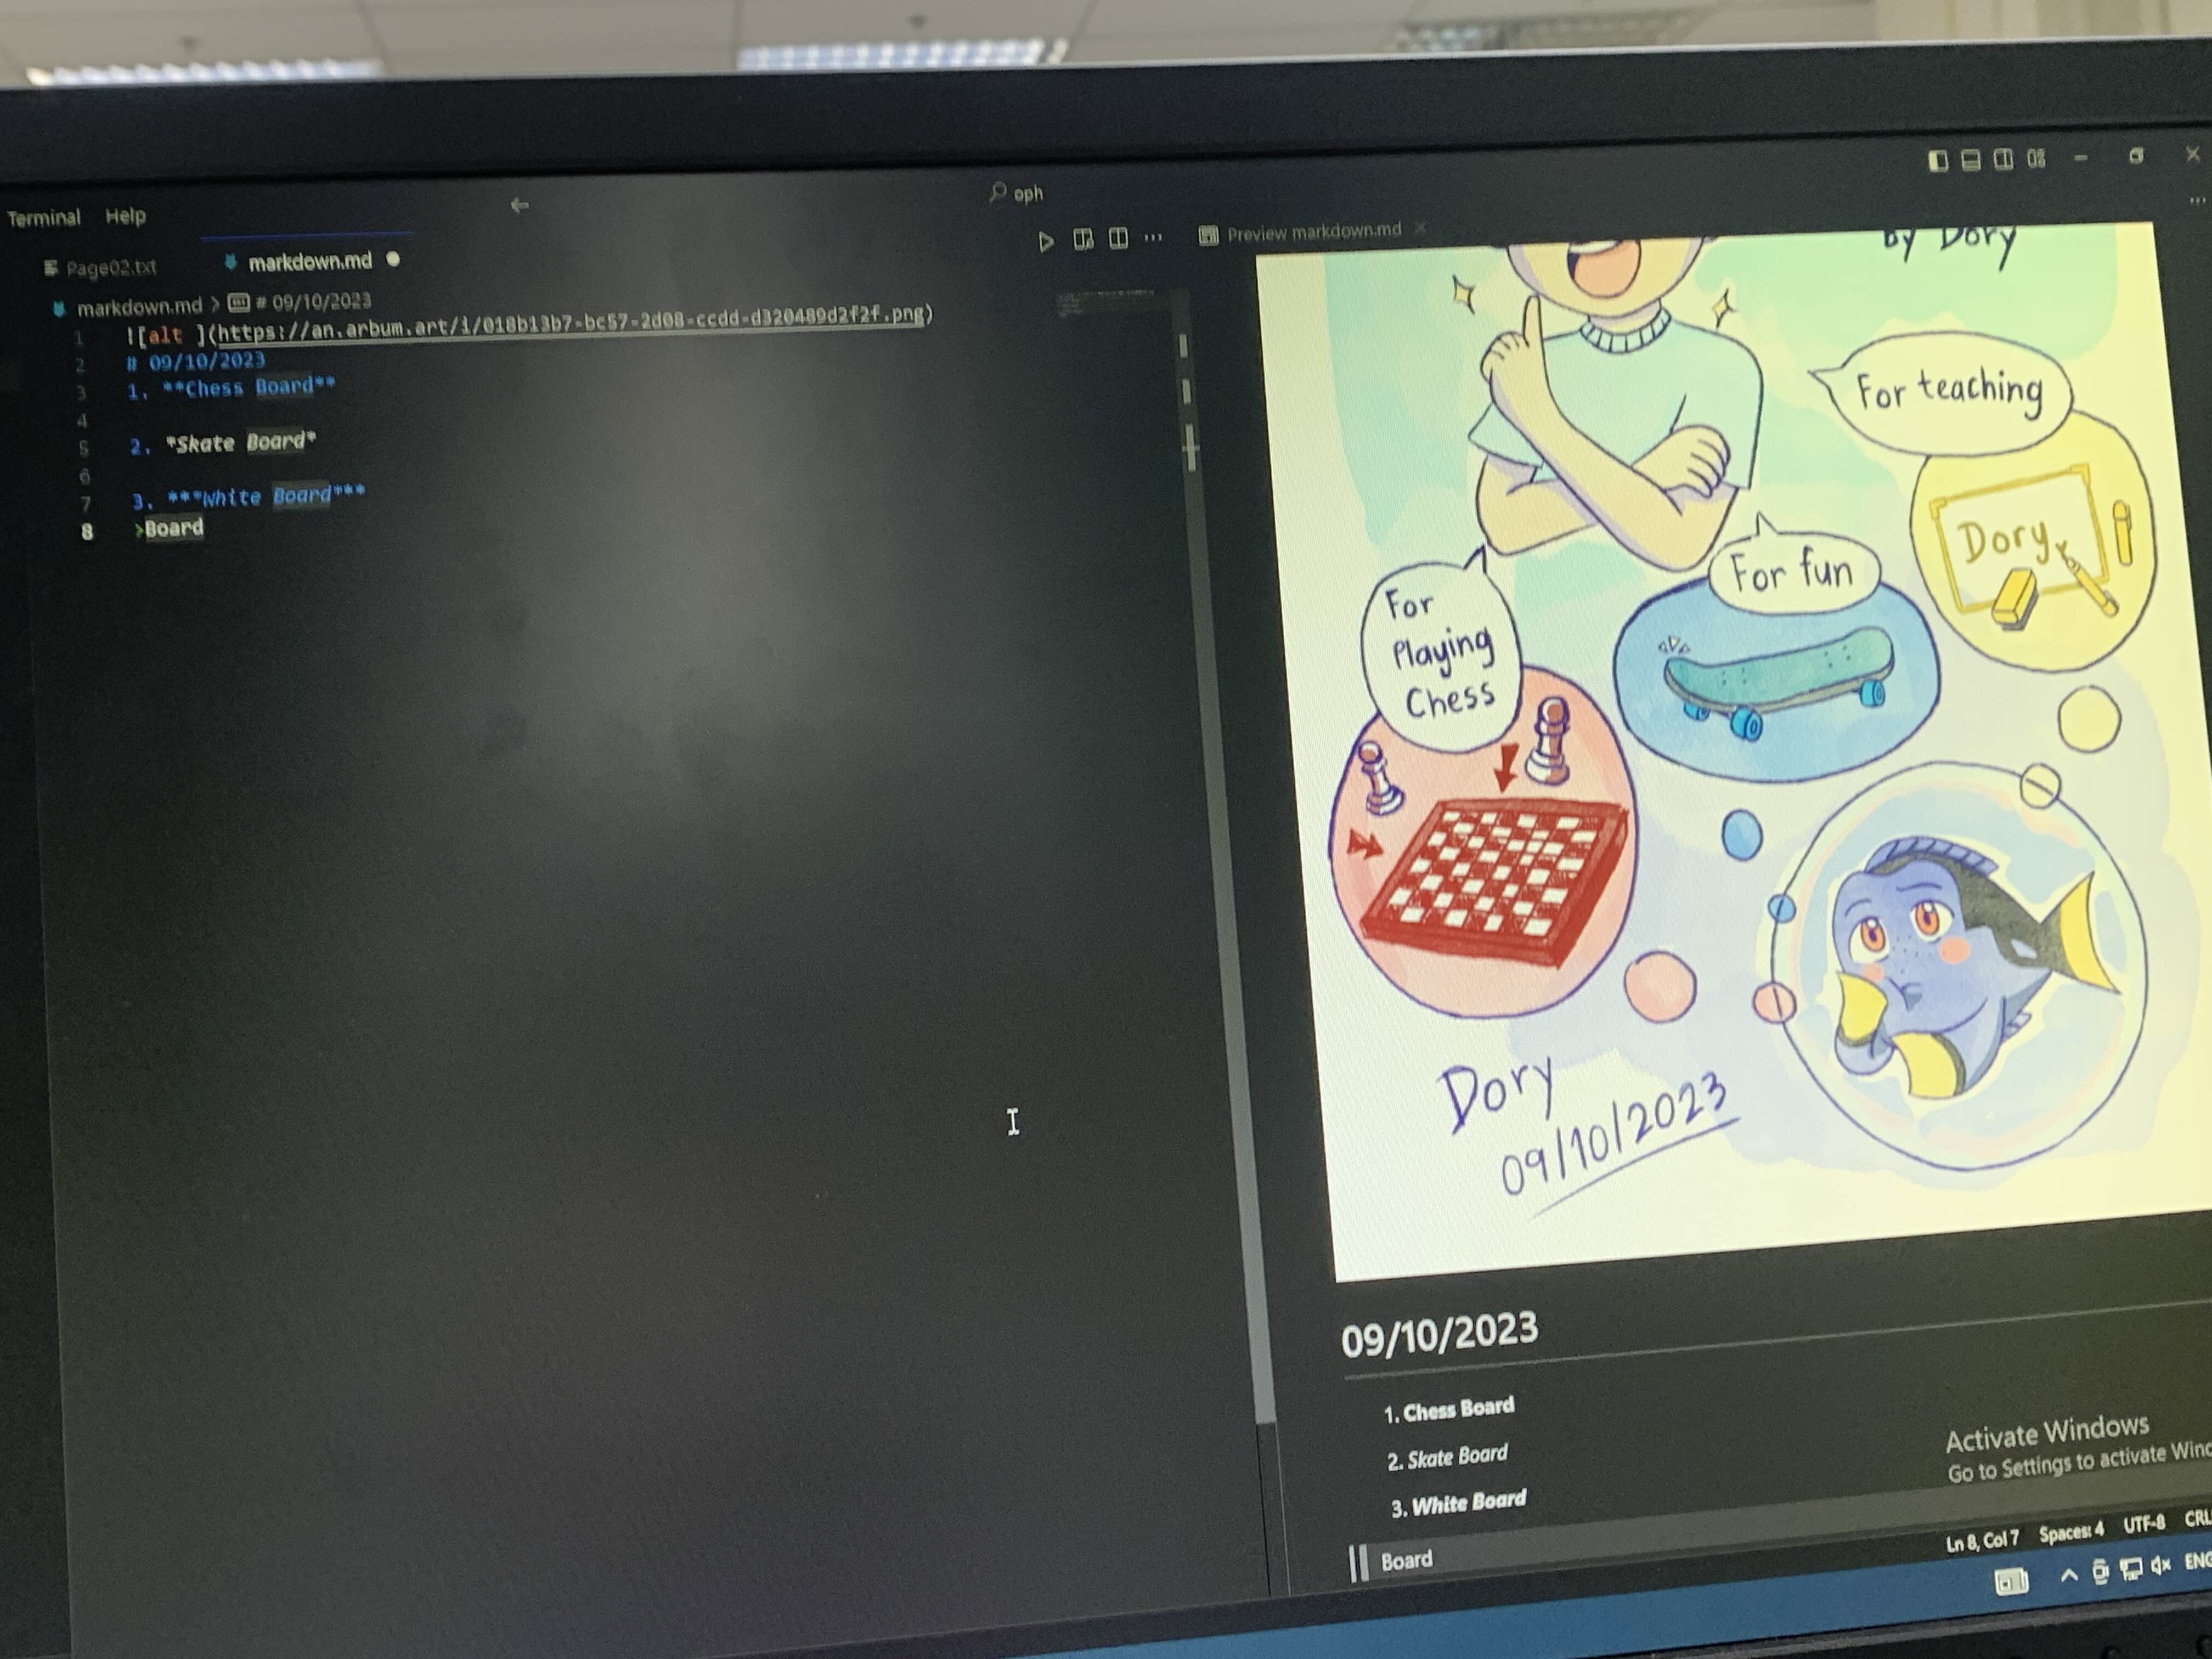 Terminal Help
oph
Page02.txt markdown.md
markdown.md > # 09/10/2023
1 ![alt ](https://an.arbum.art/i/018b13b7-bc57-2d08-ccdd-d320489d2f2f.png)
2 # 09/10/2023
3 1. **Chess Board**
4
5 2. *Skate Board*
6
7 3. ***White Board***
8 >Board
Preview markdown.md
by Dory
For teaching
Dory
For fun
For
Playing
Chess
Dory
09/10/2023
09/10/2023
1. Chess Board
2. Skate Board
3. White Board
Board
Activate Windows
Go to Settings to activate
Ln 8, Col 7 Spaces: 4 UTF-8
ENG